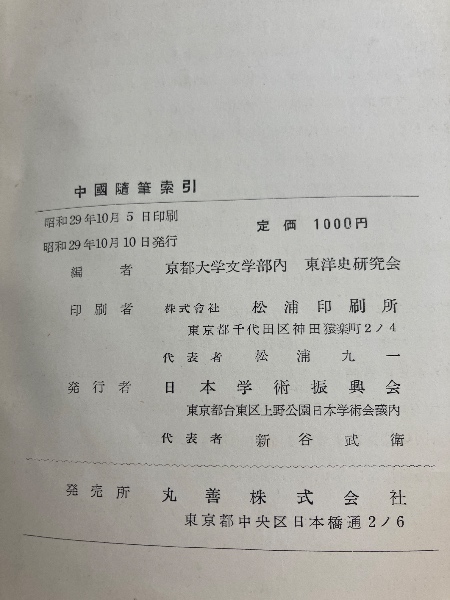 中國隨筆索引
昭和29年10月5日印刷
定価 1000円
昭和29年10月10日発行
編者 京都大学文学部内 東洋史研究会
印刷者 株式会社 松浦印刷所
東京都千代田区神田猿楽町2ノ4
代表者 松浦九一
発行者 日本学術振興会
東京都台東区上野公園日本学術会議内
代表者 新谷武衛
発売所 丸善株式会社
東京都中央区日本橋通2ノ6